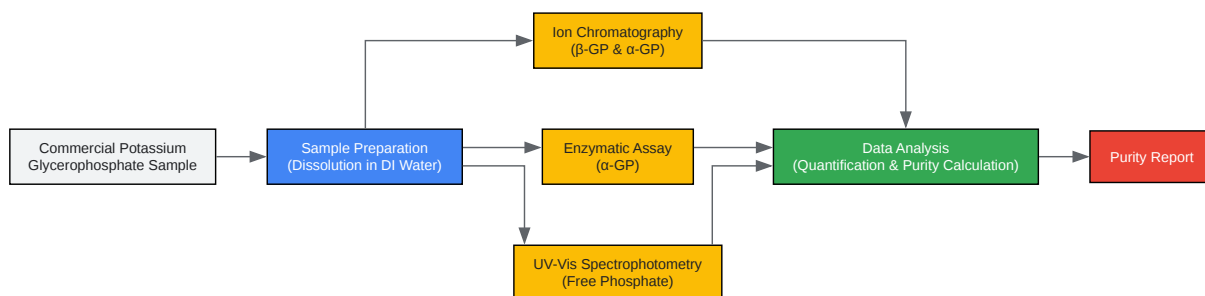 Ion Chromatography
(β-GP & α-GP)
Commercial Potassium
Glycerophosphate Sample
Sample Preparation
(Dissolution in DI Water)
Enzymatic Assay
(α-GP)
Data Analysis
(Quantification & Purity Calculation)
Purity Report
UV-Vis Spectrophotometry
(Free Phosphate)